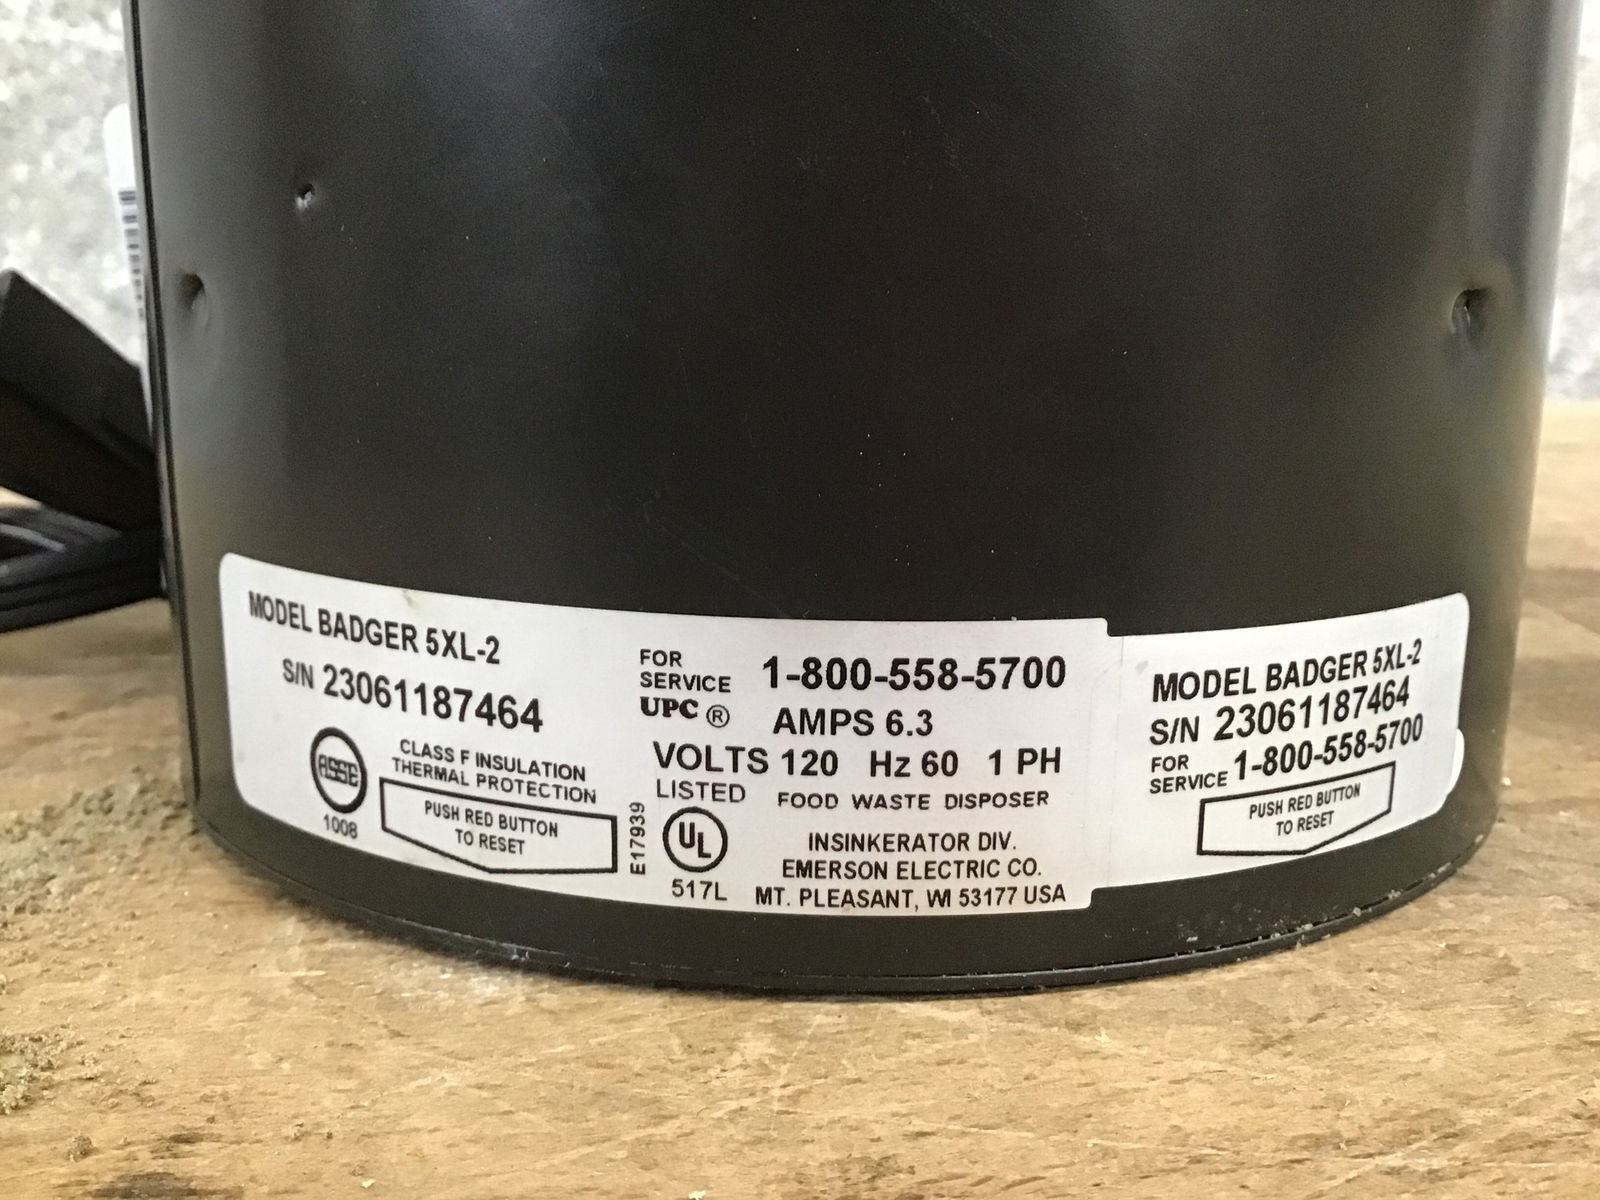 MODEL BADGER 5XL-2
S/N 23061187464
ASSE
1008
CLASS F INSULATION
THERMAL PROTECTION
PUSH RED BUTTON
TO RESET
E17939
FOR
SERVICE 1-800-558-5700
UPC ® AMPS 6.3
VOLTS 120 Hz 60 1 PH
LISTED FOOD WASTE DISPOSER
UL
517L
INSINKERATOR DIV.
EMERSON ELECTRIC CO.
MT. PLEASANT, WI 53177 USA
MODEL BADGER 5XL-2
S/N 23061187464
FOR
SERVICE 1-800-558-5700
PUSH RED BUTTON
TO RESET